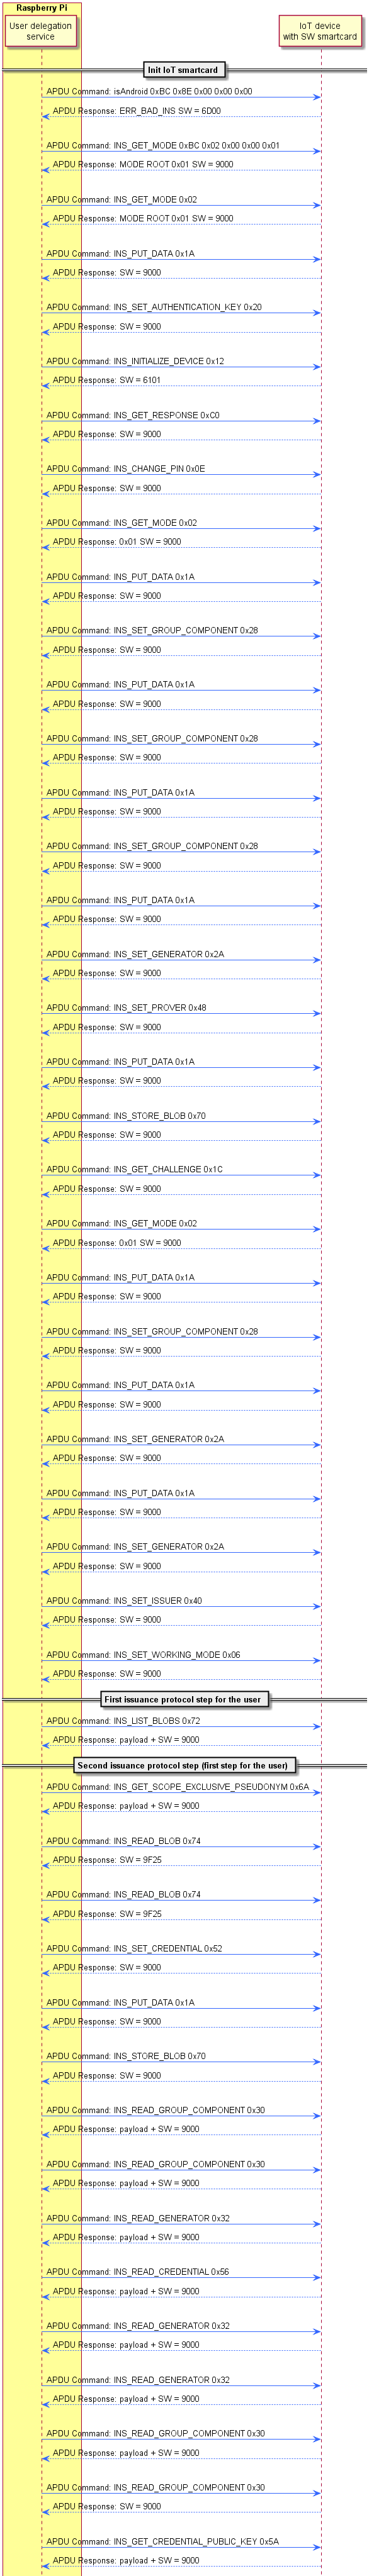 Raspberry Pi
User delegation
service
IoT device
with SW smartcard
Init IoT smartcard
APDU Command: isAndroid 0xBC 0x8E 0x00 0x00 0x00
APDU Response: ERR_BAD_INS SW = 6D00
APDU Command: INS_GET_MODE 0xBC 0x02 0x00 0x00 0x01
APDU Response: MODE ROOT 0x01 SW = 9000
APDU Command: INS_GET_MODE 0x02
APDU Response: MODE ROOT 0x01 SW = 9000
APDU Command: INS_PUT_DATA 0x1A
APDU Response: SW = 9000
APDU Command: INS_SET_AUTHENTICATION_KEY 0x20
APDU Response: SW = 9000
APDU Command: INS_INITIALIZE_DEVICE 0x12
APDU Response: SW = 6101
APDU Command: INS_GET_RESPONSE 0xC0
APDU Response: SW = 9000
APDU Command: INS_CHANGE_PIN 0x0E
APDU Response: SW = 9000
APDU Command: INS_GET_MODE 0x02
APDU Response: 0x01 SW = 9000
APDU Command: INS_PUT_DATA 0x1A
APDU Response: SW = 9000
APDU Command: INS_SET_GROUP_COMPONENT 0x28
APDU Response: SW = 9000
APDU Command: INS_PUT_DATA 0x1A
APDU Response: SW = 9000
APDU Command: INS_SET_GROUP_COMPONENT 0x28
APDU Response: SW = 9000
APDU Command: INS_PUT_DATA 0x1A
APDU Response: SW = 9000
APDU Command: INS_SET_GROUP_COMPONENT 0x28
APDU Response: SW = 9000
APDU Command: INS_PUT_DATA 0x1A
APDU Response: SW = 9000
APDU Command: INS_SET_GENERATOR 0x2A
APDU Response: SW = 9000
APDU Command: INS_SET_PROVER 0x48
APDU Response: SW = 9000
APDU Command: INS_PUT_DATA 0x1A
APDU Response: SW = 9000
APDU Command: INS_STORE_BLOB 0x70
APDU Response: SW = 9000
APDU Command: INS_GET_CHALLENGE 0x1C
APDU Response: SW = 9000
APDU Command: INS_GET_MODE 0x02
APDU Response: 0x01 SW = 9000
APDU Command: INS_PUT_DATA 0x1A
APDU Response: SW = 9000
APDU Command: INS_SET_GROUP_COMPONENT 0x28
APDU Response: SW = 9000
APDU Command: INS_PUT_DATA 0x1A
APDU Response: SW = 9000
APDU Command: INS_SET_GENERATOR 0x2A
APDU Response: SW = 9000
APDU Command: INS_PUT_DATA 0x1A
APDU Response: SW = 9000
APDU Command: INS_SET_GENERATOR 0x2A
APDU Response: SW = 9000
APDU Command: INS_SET_ISSUER 0x40
APDU Response: SW = 9000
APDU Command: INS_SET_WORKING_MODE 0x06
APDU Response: SW = 9000
First issuance protocol step for the user
APDU Command: INS_LIST_BLOBS 0x72
APDU Response: payload + SW = 9000
Second issuance protocol step (first step for the user)
APDU Command: INS_GET_SCOPE_EXCLUSIVE_PSEUDONYM 0x6A
APDU Response: payload + SW = 9000
APDU Command: INS_READ_BLOB 0x74
APDU Response: SW = 9F25
APDU Command: INS_READ_BLOB 0x74
APDU Response: SW = 9F25
APDU Command: INS_SET_CREDENTIAL 0x52
APDU Response: SW = 9000
APDU Command: INS_PUT_DATA 0x1A
APDU Response: SW = 9000
APDU Command: INS_STORE_BLOB 0x70
APDU Response: SW = 9000
APDU Command: INS_READ_GROUP_COMPONENT 0x30
APDU Response: payload + SW = 9000
APDU Command: INS_READ_GROUP_COMPONENT 0x30
APDU Response: payload + SW = 9000
APDU Command: INS_READ_GENERATOR 0x32
APDU Response: payload + SW = 9000
APDU Command: INS_READ_CREDENTIAL 0x56
APDU Response: payload + SW = 9000
APDU Command: INS_READ_GENERATOR 0x32
APDU Response: payload + SW = 9000
APDU Command: INS_READ_GENERATOR 0x32
APDU Response: payload + SW = 9000
APDU Command: INS_READ_GROUP_COMPONENT 0x30
APDU Response: payload + SW = 9000
APDU Command: INS_READ_GROUP_COMPONENT 0x30
APDU Response: SW = 9000
APDU Command: INS_GET_CREDENTIAL_PUBLIC_KEY 0x5A
APDU Response: payload + SW = 9000